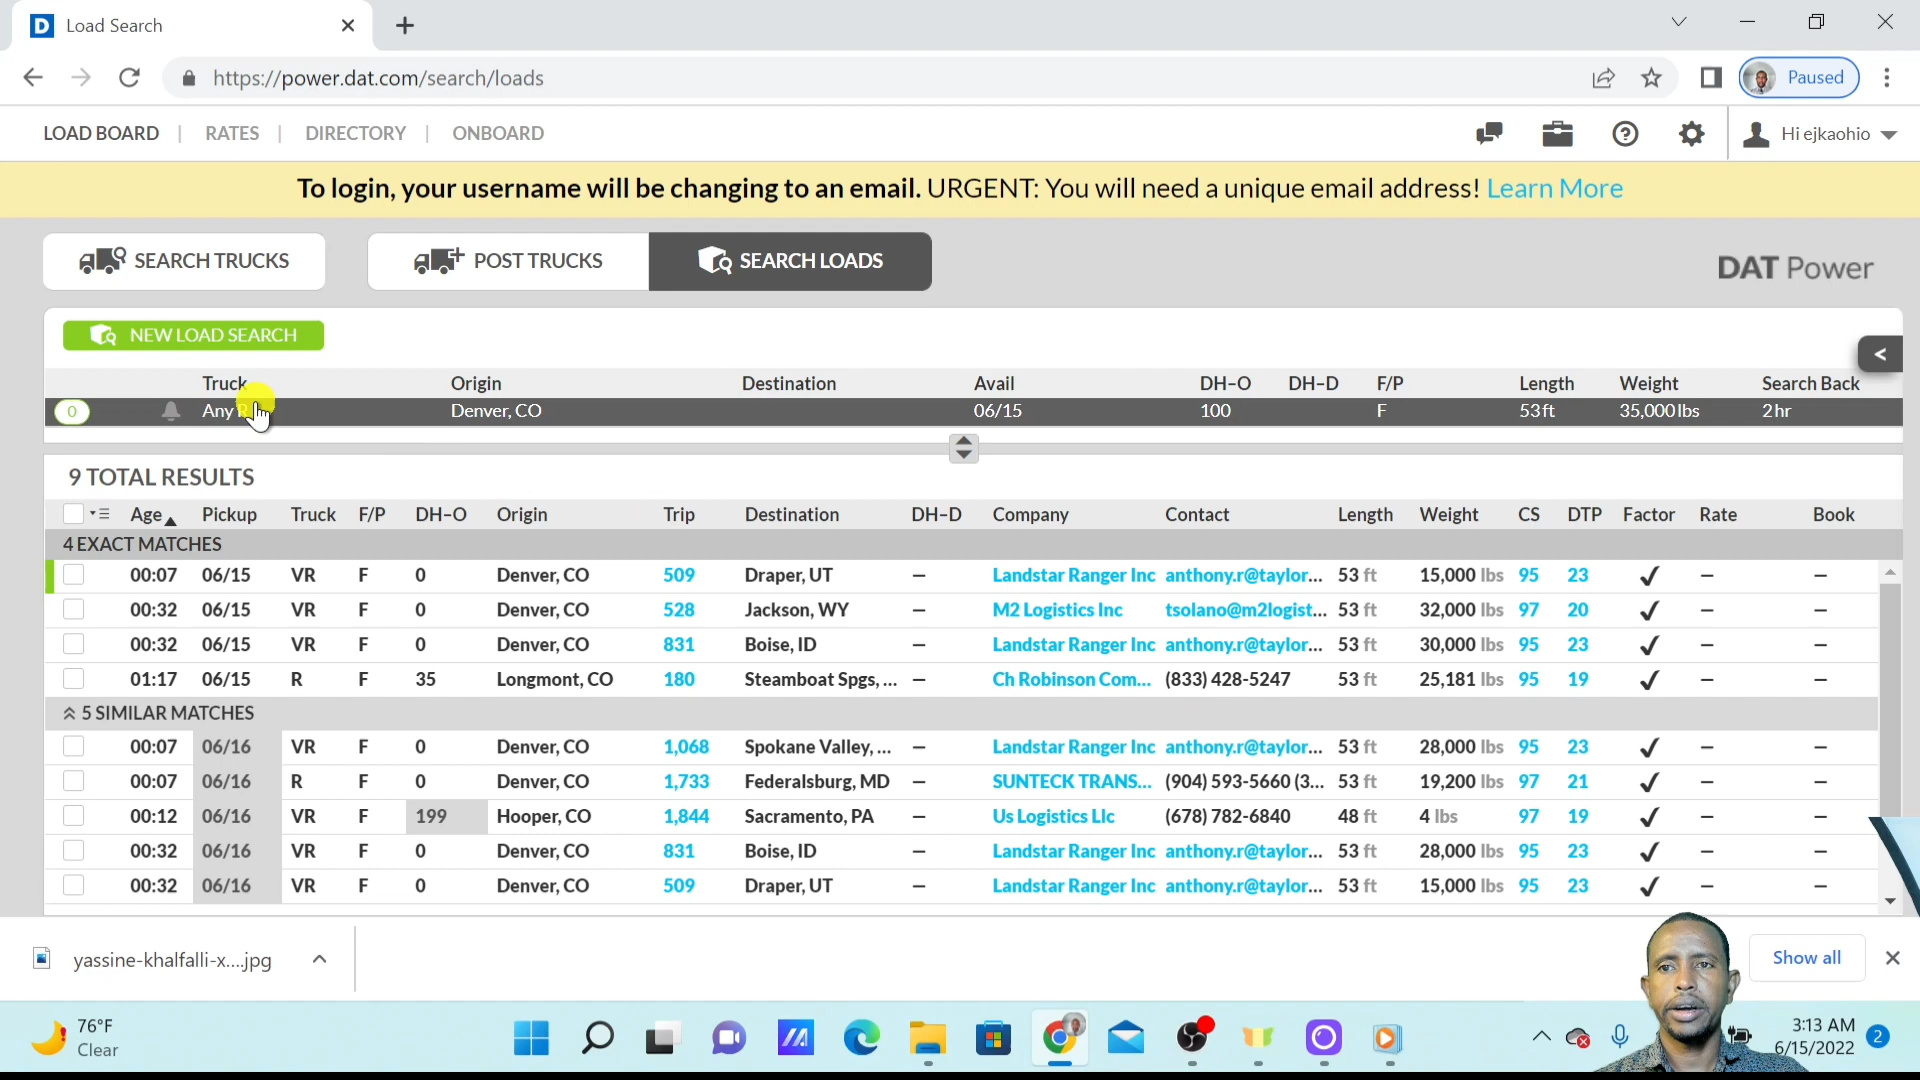 D Load Search
https://power.dat.com/search/loads Paused
LOAD BOARD | RATES | DIRECTORY | ONBOARD Hi ejkaohio
To login, your username will be changing to an email. URGENT: You will need a unique email address! Learn More
SEARCH TRUCKS POST TRUCKS SEARCH LOADS DAT Power
NEW LOAD SEARCH
<
Truck Origin Destination Avail DH-O DH-D F/P Length Weight Search Back
0 Any R Denver, CO 06/15 100 F 53 ft 35,000 lbs 2 hr
9 TOTAL RESULTS
Age Pickup Truck F/P DH-O Origin Trip Destination DH-D Company Contact Length Weight CS DTP Factor Rate Book
4 EXACT MATCHES
00:07 06/15 VR F 0 Denver, CO 509 Draper, UT – Landstar Ranger Inc anthony.r@taylor... 53 ft 15,000 lbs 95 23 ✓ – –
00:32 06/15 VR F 0 Denver, CO 528 Jackson, WY – M2 Logistics Inc tsolano@m2logist... 53 ft 32,000 lbs 97 20 ✓ – –
00:32 06/15 VR F 0 Denver, CO 831 Boise, ID – Landstar Ranger Inc anthony.r@taylor... 53 ft 30,000 lbs 95 23 ✓ – –
01:17 06/15 R F 35 Longmont, CO 180 Steamboat Spgs, ... – Ch Robinson Com... (833) 428-5247 53 ft 25,181 lbs 95 19 ✓ – –
5 SIMILAR MATCHES
00:07 06/16 VR F 0 Denver, CO 1,068 Spokane Valley, ... – Landstar Ranger Inc anthony.r@taylor... 53 ft 28,000 lbs 95 23 ✓ – –
00:07 06/16 R F 0 Denver, CO 1,733 Federalsburg, MD – SUNTECK TRANS... (904) 593-5660 (3... 53 ft 19,200 lbs 97 21 ✓ – –
00:12 06/16 VR F 199 Hooper, CO 1,844 Sacramento, PA – Us Logistics Llc (678) 782-6840 48 ft 4 lbs 97 19 ✓ – –
00:32 06/16 VR F 0 Denver, CO 831 Boise, ID – Landstar Ranger Inc anthony.r@taylor... 53 ft 28,000 lbs 95 23 ✓ – –
00:32 06/16 VR F 0 Denver, CO 509 Draper, UT – Landstar Ranger Inc anthony.r@taylor... 53 ft 15,000 lbs 95 23 ✓ – –
yassine-khalfalli-x....jpg Show all
76°F
Clear
3:13 AM
6/15/2022 2